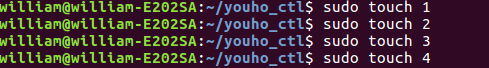 william@william-E202SA:~/youho_ctl$ sudo touch 1
william@william-E202SA:~/youho_ctl$ sudo touch 2
william@william-E202SA:~/youho_ctl$ sudo touch 3
william@william-E202SA:~/youho_ctl$ sudo touch 4